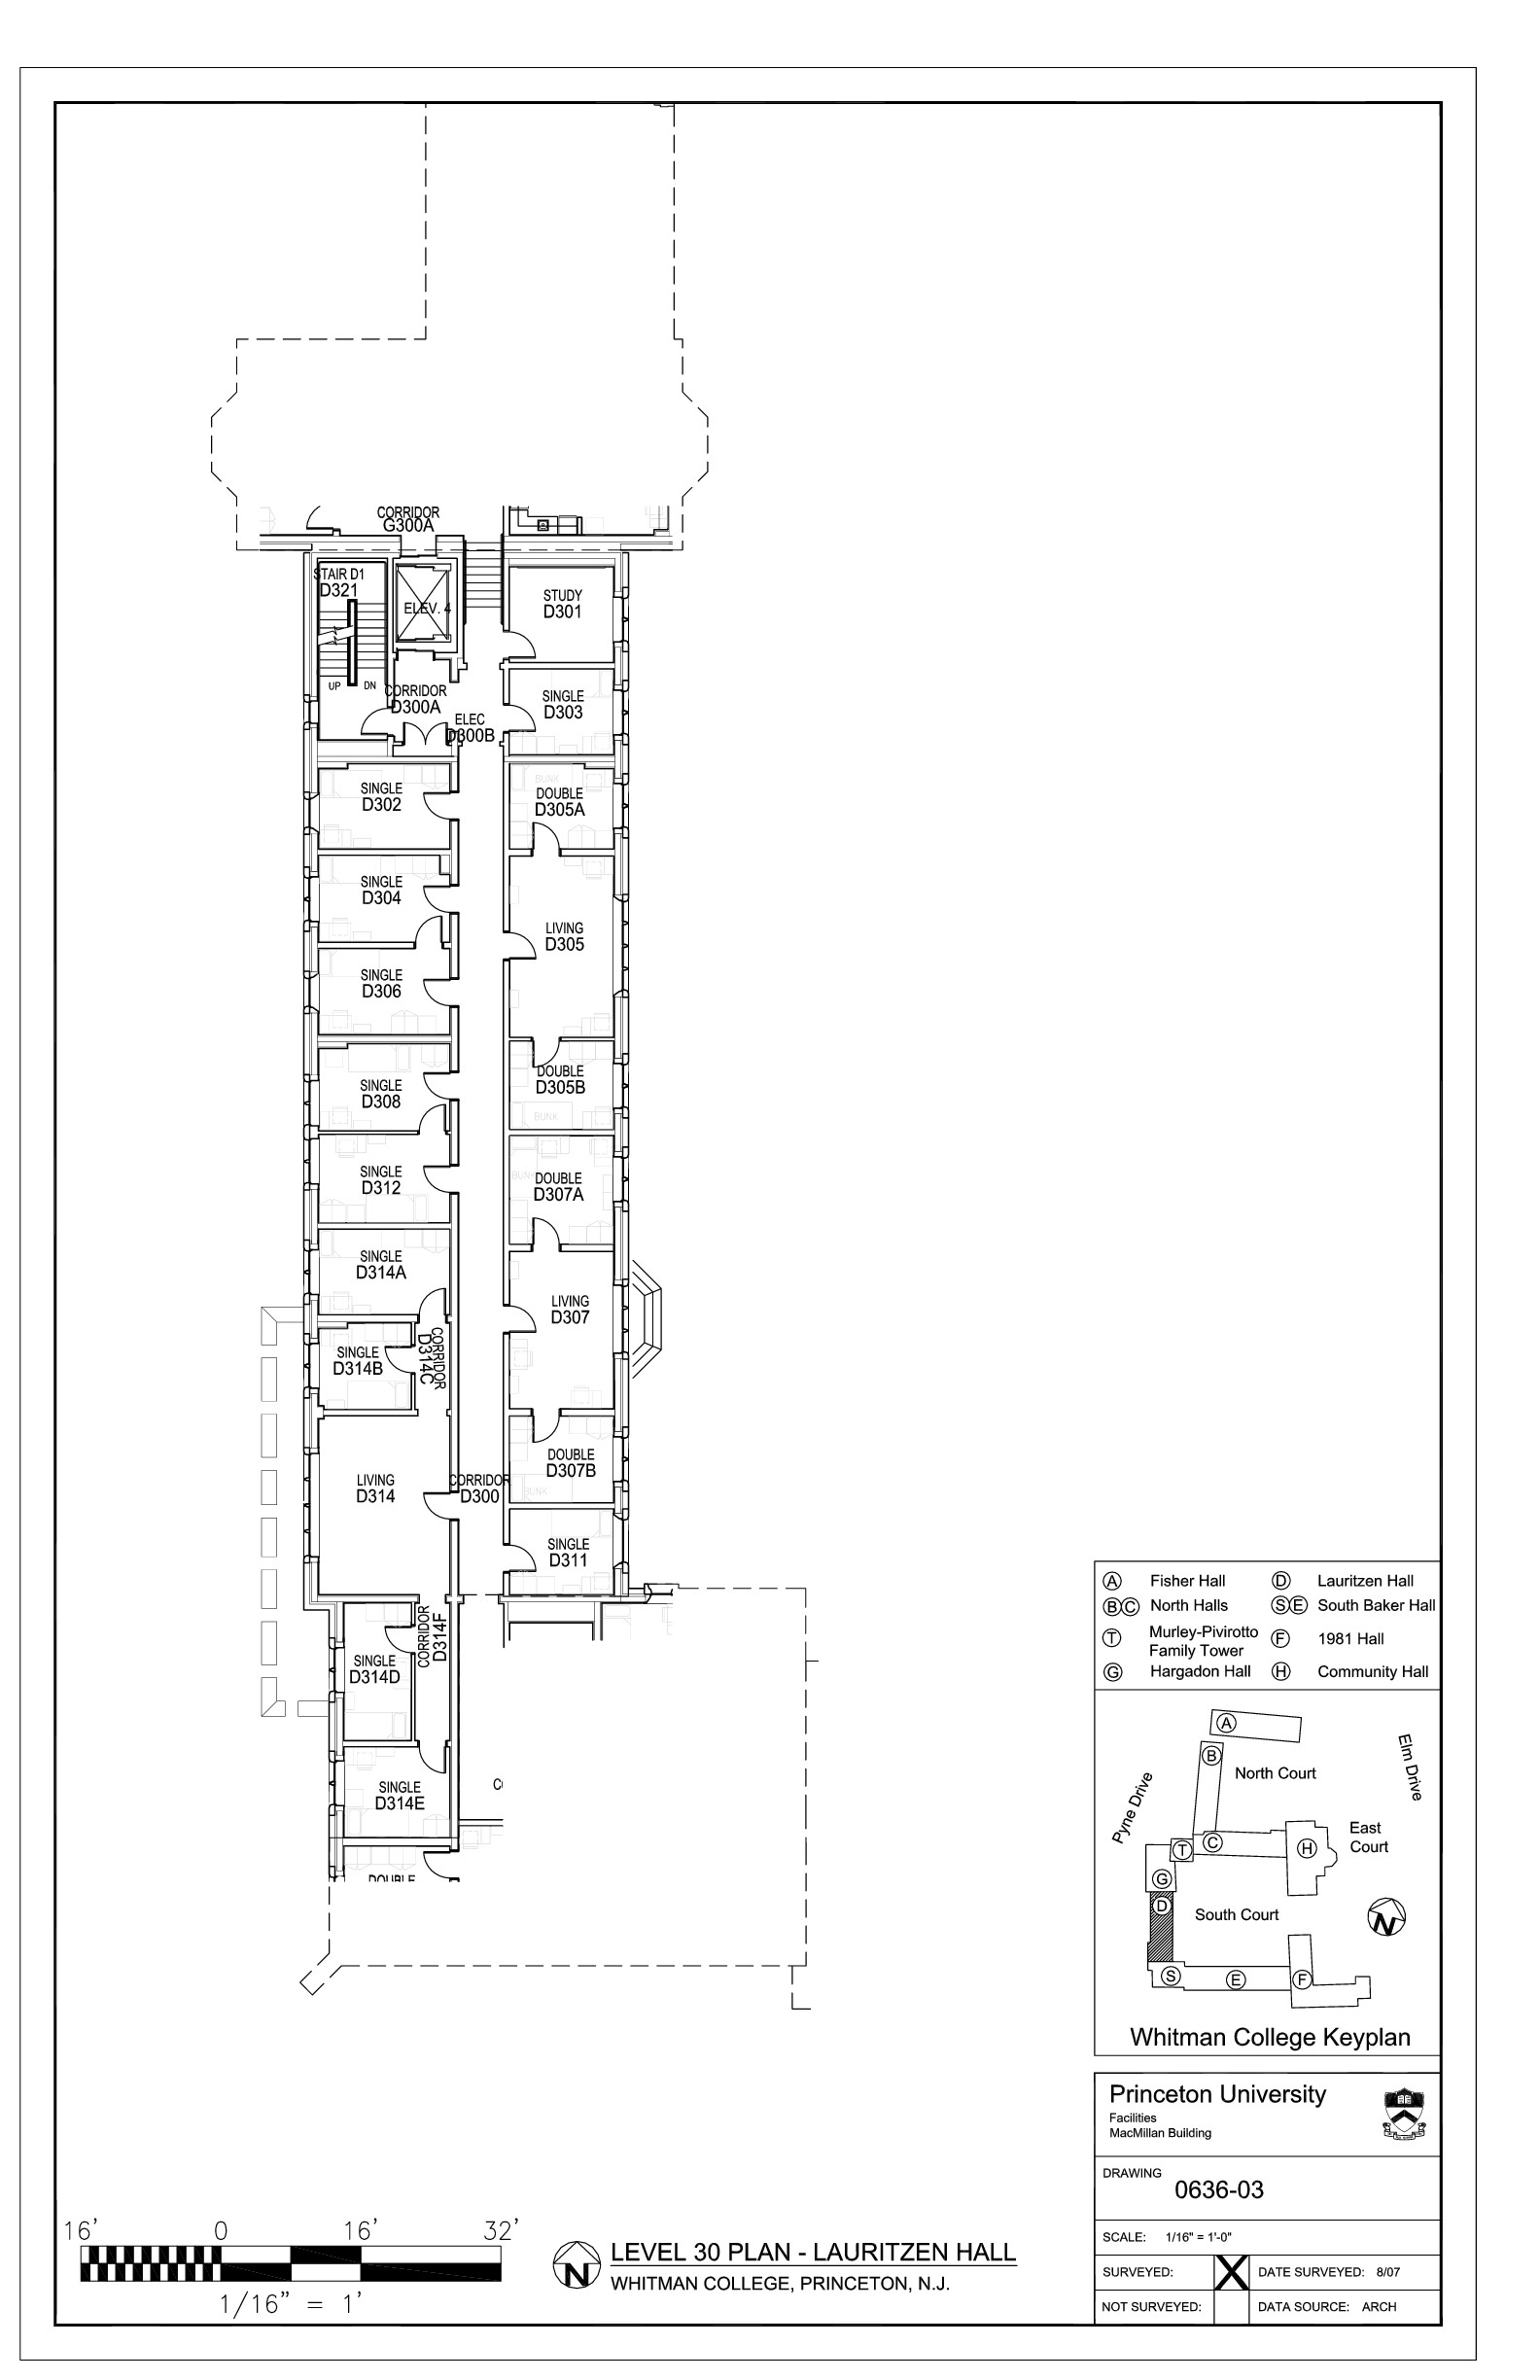 CORRIDOR
G300A
STAIR D1
D321
ELEV. 4
STUDY
D301
UP
DN
CORRIDOR
D300A
SINGLE
D303
ELEC
D300B
SINGLE
D302
BUNK
DOUBLE
D305A
SINGLE
D304
LIVING
D305
SINGLE
D306
SINGLE
D308
DOUBLE
D305B
BUNK
SINGLE
D312
BUNK
DOUBLE
D307A
SINGLE
D314A
LIVING
D307
SINGLE
D314B
CORRIDOR
D314C
LIVING
D314
CORRIDOR
D300
DOUBLE
D307B
BUNK
SINGLE
D311
CORRIDOR
D314F
SINGLE
D314D
SINGLE
D314E
DOUBLE
A Fisher Hall
D Lauritzen Hall
B C North Halls
S E South Baker Hall
T Murley-Pivirotto
Family Tower
F 1981 Hall
G Hargadon Hall
H Community Hall
A
B
North Court
Elm Drive
Pyne Drive
East
Court
T
C
H
G
D
South Court
N
S
E
F
Whitman College Keyplan
Princeton University
Facilities
MacMillan Building
DRAWING
0636-03
SCALE: 1/16" = 1'-0"
SURVEYED: X DATE SURVEYED: 8/07
NOT SURVEYED: DATA SOURCE: ARCH
16' 0 16' 32'
1/16" = 1'
N
LEVEL 30 PLAN - LAURITZEN HALL
WHITMAN COLLEGE, PRINCETON, N.J.